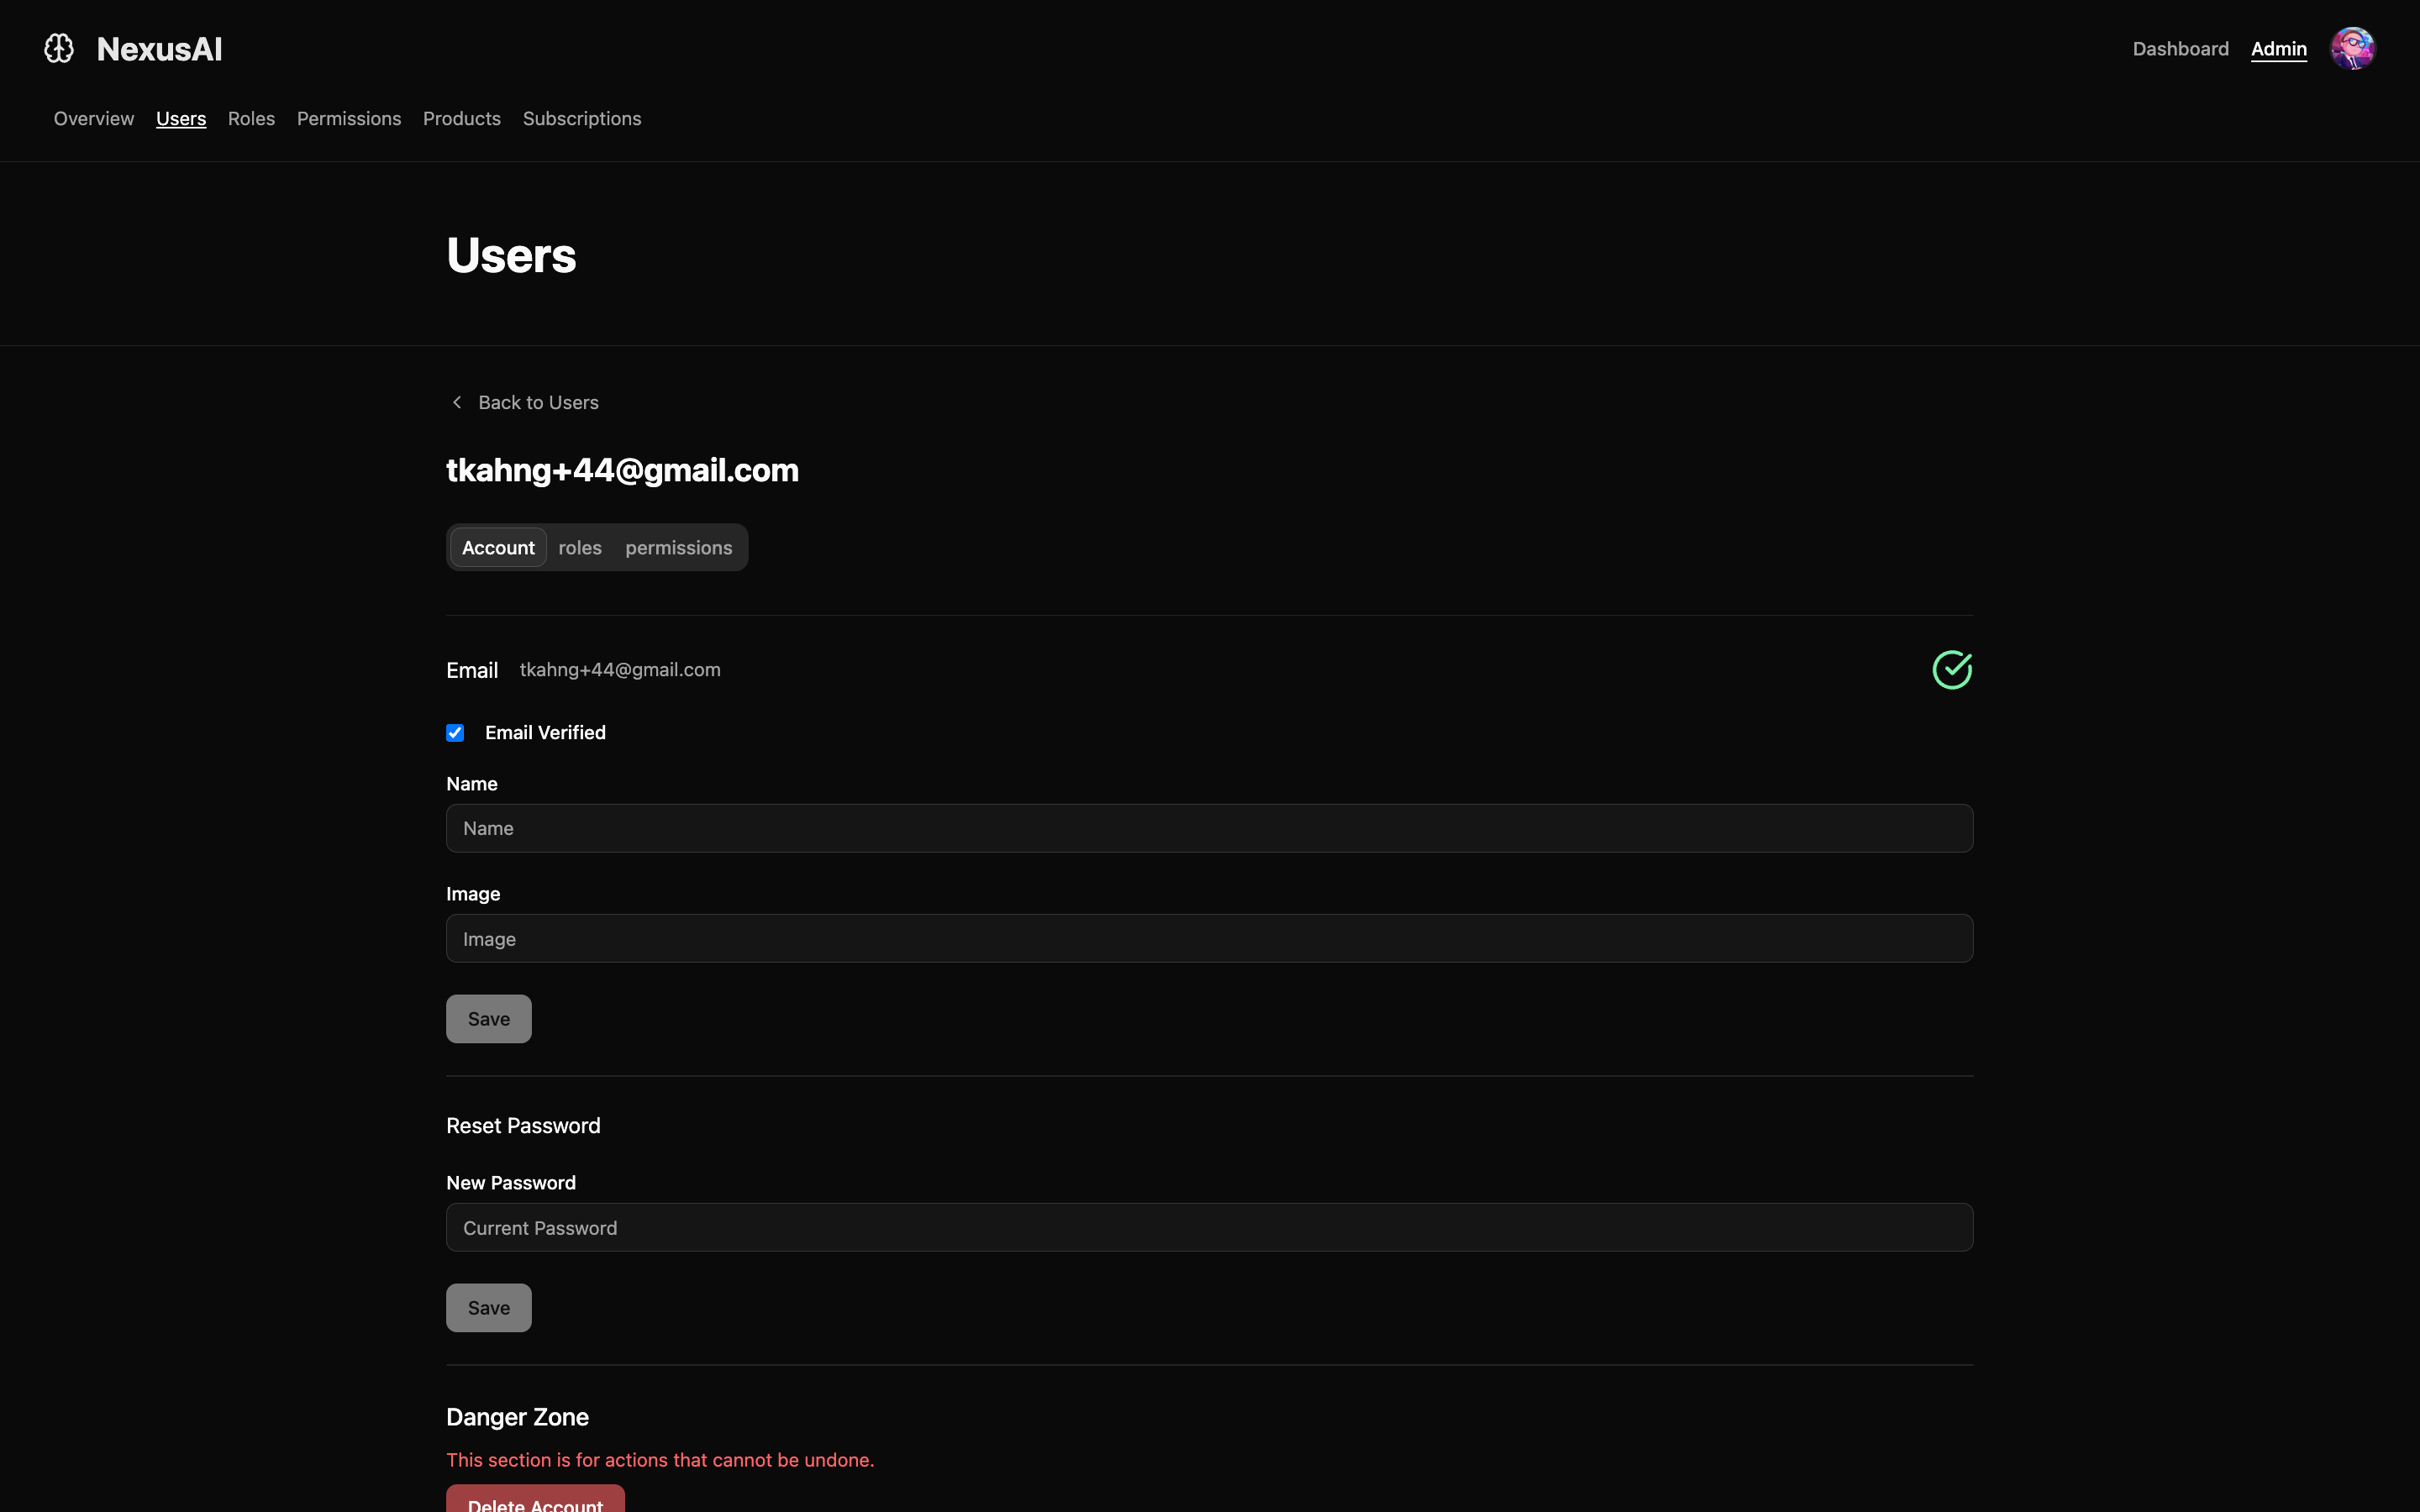 NexusAI
Dashboard Admin
Overview Users Roles Permissions Products Subscriptions
Users
Back to Users
tkahng+44@gmail.com
Account roles permissions
Email tkahng+44@gmail.com
Email Verified
Name
Name
Image
Image
Save
Reset Password
New Password
Current Password
Save
Danger Zone
This section is for actions that cannot be undone.
Delete Account